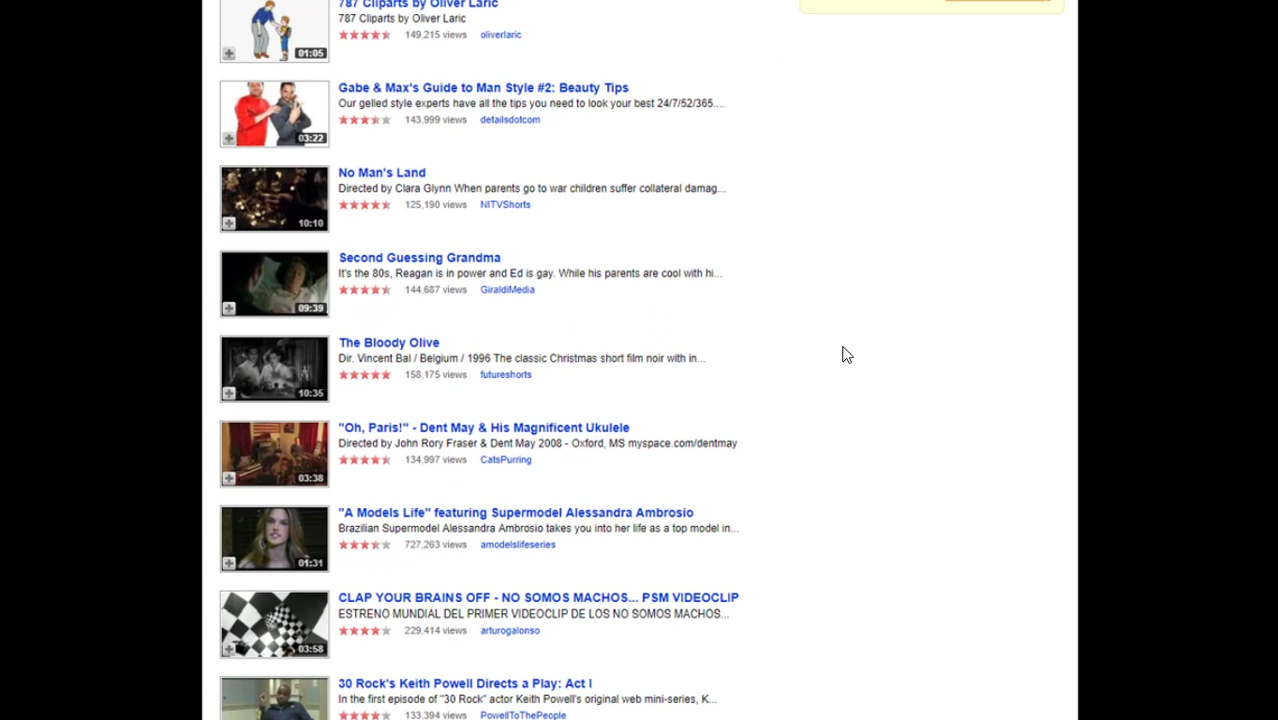 787 Cliparts by Oliver Laric
787 Cliparts by Oliver Laric
149,215 views oliverlaric
01:05
Gabe & Max's Guide to Man Style #2: Beauty Tips
Our gelled style experts have all the tips you need to look your best 24/7/52/365....
143,999 views detailsdotcom
03:22
No Man's Land
Directed by Clara Glynn When parents go to war children suffer collateral damag...
125,190 views NITVShorts
10:10
Second Guessing Grandma
It's the 80s, Reagan is in power and Ed is gay. While his parents are cool with hi...
144,687 views GiraldiMedia
09:39
The Bloody Olive
Dir. Vincent Bal / Belgium / 1996 The classic Christmas short film noir with in...
158,175 views futureshorts
10:35
"Oh, Paris!" - Dent May & His Magnificent Ukulele
Directed by John Rory Fraser & Dent May 2008 - Oxford, MS myspace.com/dentmay
134,997 views CatsPurring
03:38
"A Models Life" featuring Supermodel Alessandra Ambrosio
Brazilian Supermodel Alessandra Ambrosio takes you into her life as a top model in...
727,263 views amodelslifeseries
01:31
CLAP YOUR BRAINS OFF - NO SOMOS MACHOS... PSM VIDEOCLIP
ESTRENO MUNDIAL DEL PRIMER VIDEOCLIP DE LOS NO SOMOS MACHOS...
229,414 views arturogalonso
03:58
30 Rock's Keith Powell Directs a Play: Act I
In the first episode of "30 Rock" actor Keith Powell's original web mini-series, K...
133,394 views PowellToThePeople